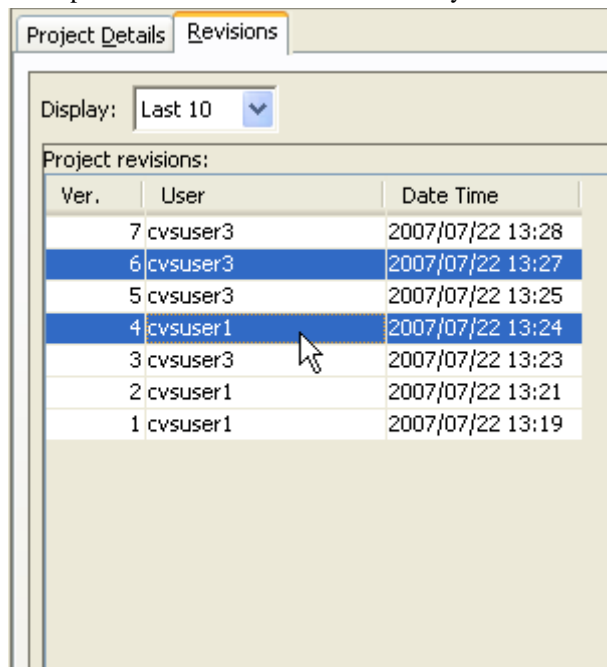 Project Details Revisions
Display: Last 10
Project revisions:
Ver. User Date Time
7 cvsuser3 2007/07/22 13:28
6 cvsuser3 2007/07/22 13:27
5 cvsuser3 2007/07/22 13:25
4 cvsuser1 2007/07/22 13:24
3 cvsuser3 2007/07/22 13:23
2 cvsuser1 2007/07/22 13:21
1 cvsuser1 2007/07/22 13:19